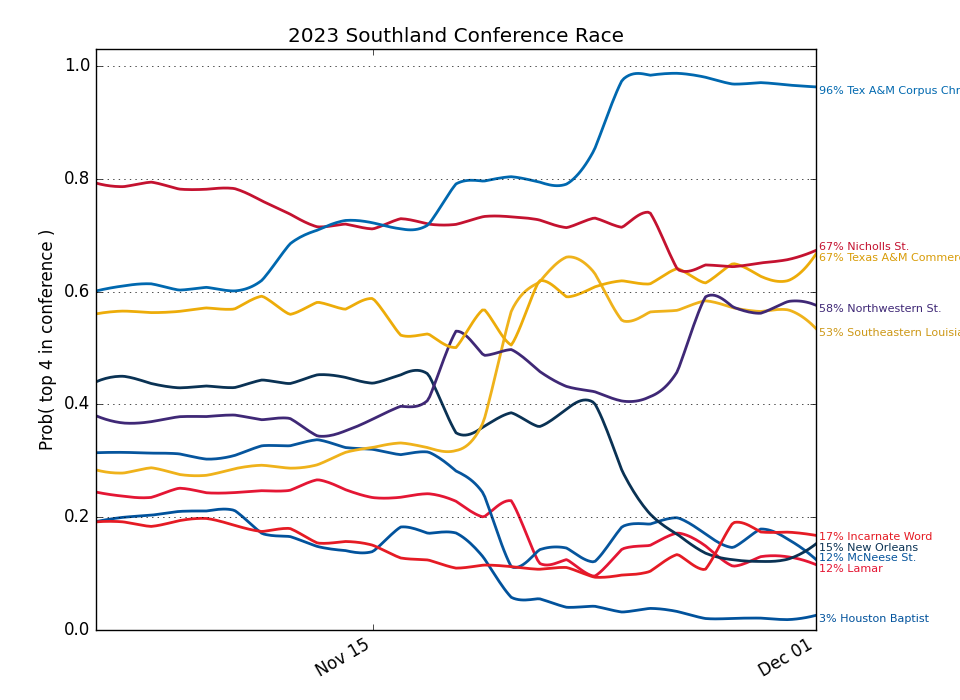 2023 Southland Conference Race
Prob( top 4 in conference )
1.0
0.8
0.6
0.4
0.2
0.0
Nov 15
Dec 01
96% Tex A&M Corpus Chr
67% Nicholls St.
67% Texas A&M Commerc
58% Northwestern St.
53% Southeastern Louisia
17% Incarnate Word
15% New Orleans
12% McNeese St.
12% Lamar
3% Houston Baptist